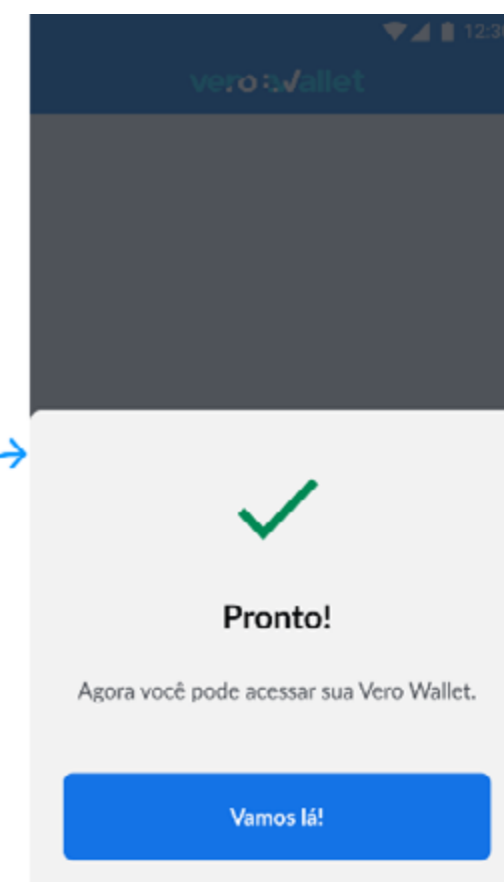 12:30
vero wallet
Pronto!
Agora você pode acessar sua Vero Wallet.
Vamos lá!